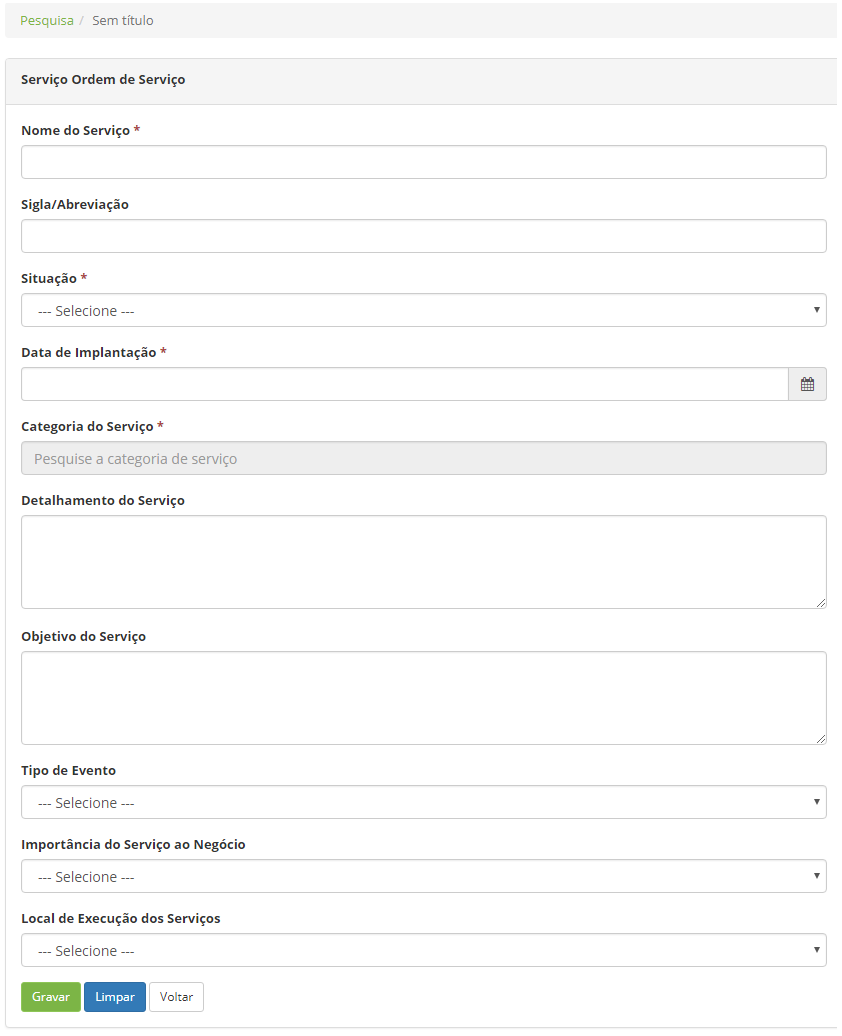 Pesquisa / Sem título
Serviço Ordem de Serviço
Nome do Serviço *
Sigla/Abreviação
Situação *
--- Selecione ---
Data de Implantação *
Categoria do Serviço *
Pesquise a categoria de serviço
Detalhamento do Serviço
Objetivo do Serviço
Tipo de Evento
--- Selecione ---
Importância do Serviço ao Negócio
--- Selecione ---
Local de Execução dos Serviços
--- Selecione ---
Gravar Limpar Voltar